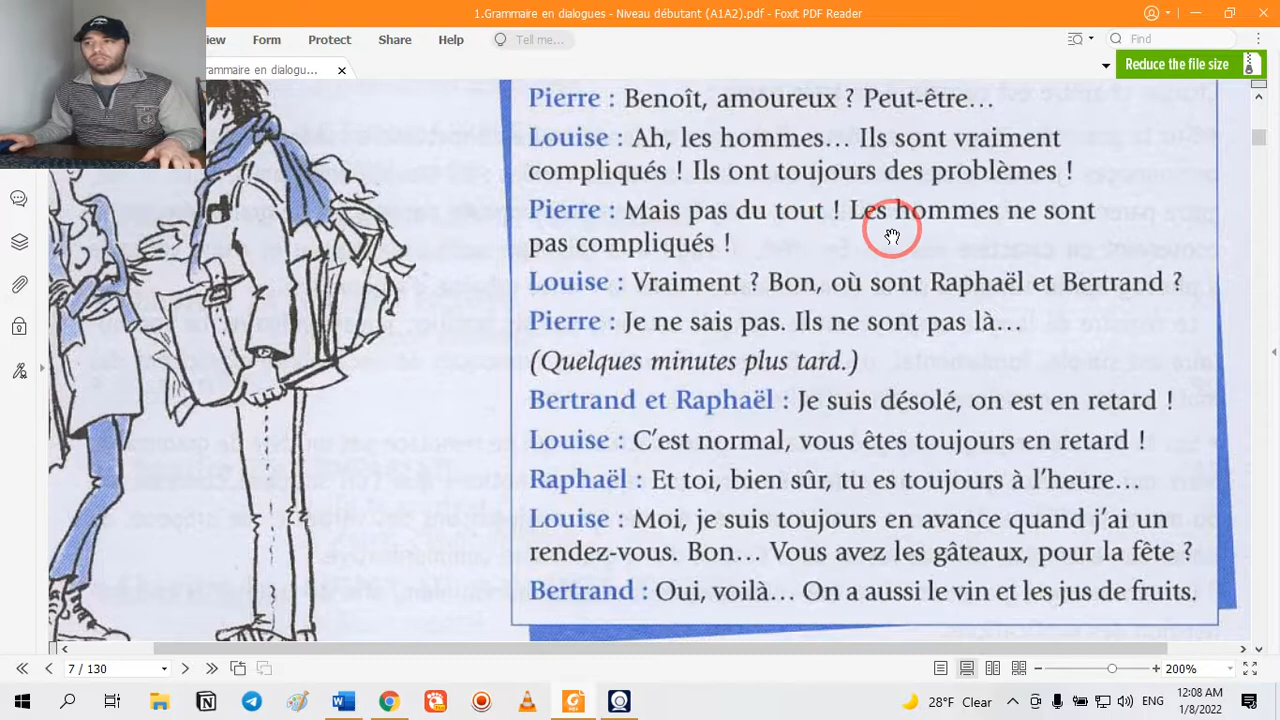 1.Grammaire en dialogues - Niveau débutant (A1A2).pdf - Foxit PDF Reader
iew Form Protect Share Help Tell me... Find
rammaire en dialogu... Reduce the file size
Pierre : Benoît, amoureux ? Peut-être…
Louise : Ah, les hommes… Ils sont vraiment
compliqués ! Ils ont toujours des problèmes !
Pierre : Mais pas du tout ! Les hommes ne sont
pas compliqués !
Louise : Vraiment ? Bon, où sont Raphaël et Bertrand ?
Pierre : Je ne sais pas. Ils ne sont pas là…
(Quelques minutes plus tard.)
Bertrand et Raphaël : Je suis désolé, on est en retard !
Louise : C’est normal, vous êtes toujours en retard !
Raphaël : Et toi, bien sûr, tu es toujours à l’heure…
Louise : Moi, je suis toujours en avance quand j’ai un
rendez-vous. Bon… Vous avez les gâteaux, pour la fête ?
Bertrand : Oui, voilà… On a aussi le vin et les jus de fruits.
7 / 130 200%
28°F Clear ENG 12:08 AM
1/8/2022